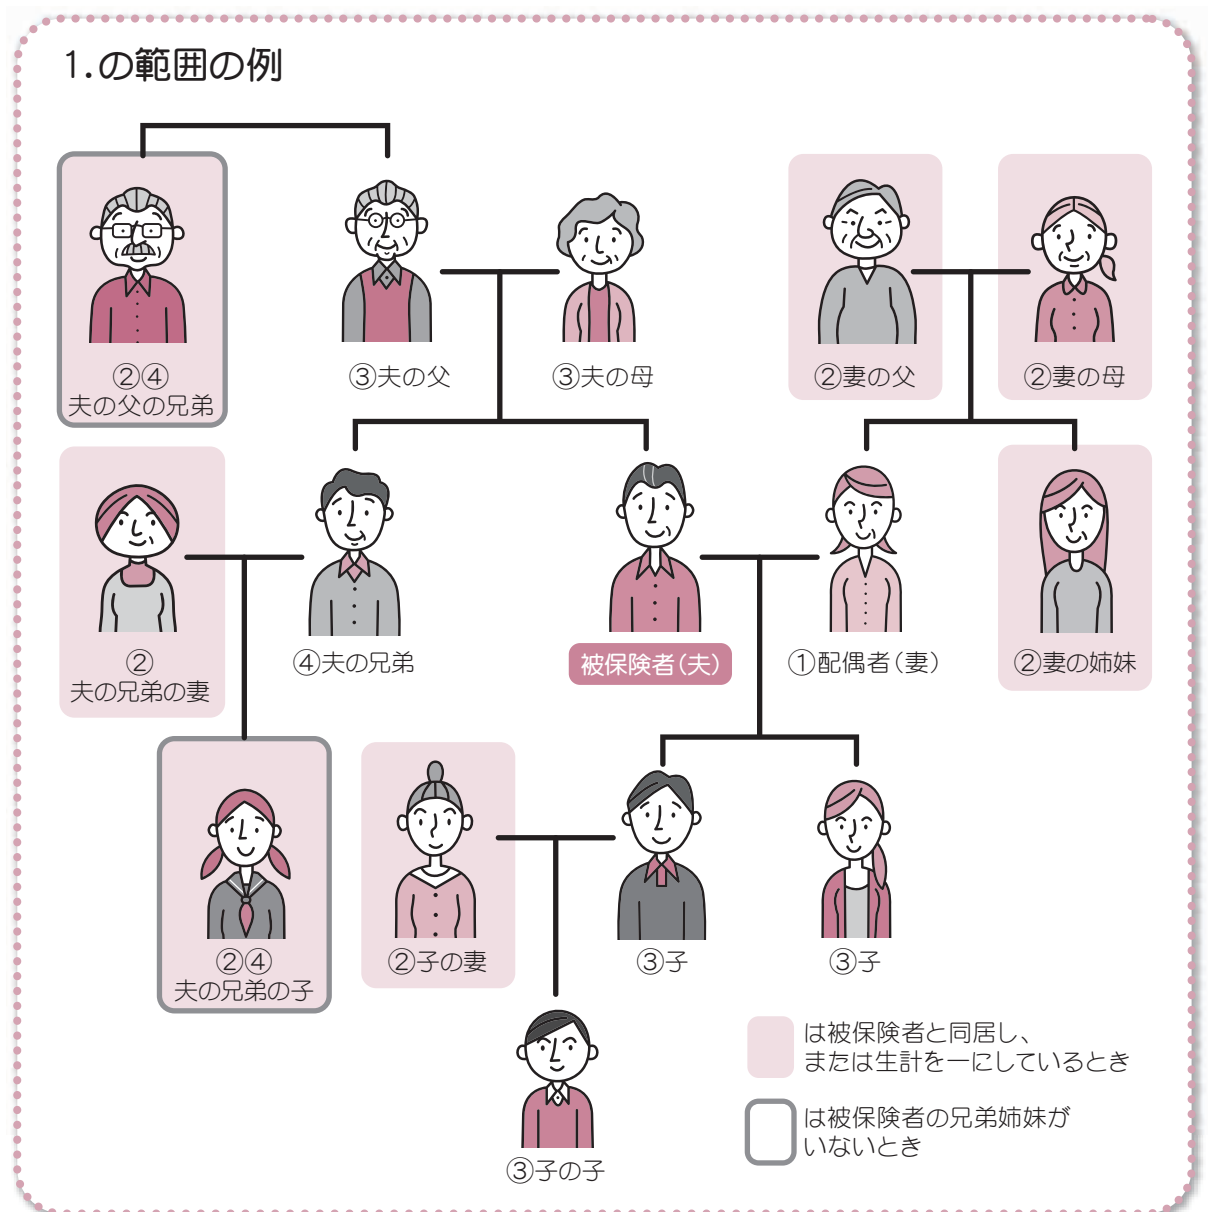 1.の範囲の例
②④
夫の父の兄弟
③夫の父
③夫の母
②妻の父
②妻の母
②
夫の兄弟の妻
④夫の兄弟
被保険者(夫)
①配偶者(妻)
②妻の姉妹
②④
夫の兄弟の子
②子の妻
③子
③子
③子の子
は被保険者と同居し、
または生計を一にしているとき
は被保険者の兄弟姉妹が
いないとき